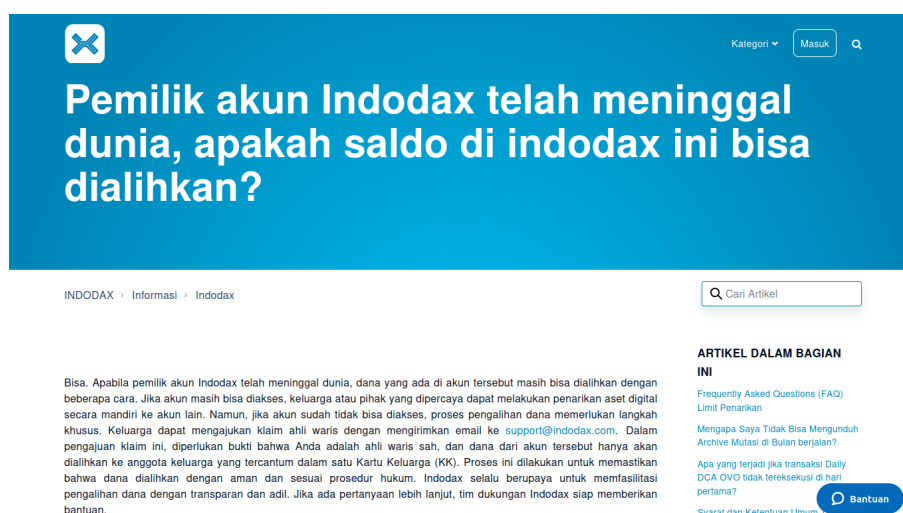 Kategori
Masuk
Pemilik akun Indodax telah meninggal
dunia, apakah saldo di indodax ini bisa
dialihkan?
INDODAX > Informasi > Indodax
Cari Artikel
Bisa. Apabila pemilik akun Indodax telah meninggal dunia, dana yang ada di akun tersebut masih bisa dialihkan dengan
beberapa cara. Jika akun masih bisa diakses, keluarga atau pihak yang dipercaya dapat melakukan penarikan aset digital
secara mandiri ke akun lain. Namun, jika akun sudah tidak bisa diakses, proses pengalihan dana memerlukan langkah
khusus. Keluarga dapat mengajukan klaim ahli waris dengan mengirimkan email ke support@indodax.com. Dalam
pengajuan klaim ini, diperlukan bukti bahwa Anda adalah ahli waris sah, dan dana dari akun tersebut hanya akan
dialihkan ke anggota keluarga yang tercantum dalam satu Kartu Keluarga (KK). Proses ini dilakukan untuk memastikan
bahwa dana dialihkan dengan aman dan sesuai prosedur hukum. Indodax selalu berupaya untuk memfasilitasi
pengalihan dana dengan transparan dan adil. Jika ada pertanyaan lebih lanjut, tim dukungan Indodax siap memberikan
bantuan.
ARTIKEL DALAM BAGIAN
INI
Frequently Asked Questions (FAQ)
Limit Penarikan
Mengapa Saya Tidak Bisa Mengunduh
Archive Mutasi di Bulan berjalan?
Apa yang terjadi jika transaksi Daily
DCA OVO tidak tereksekusi di hari
pertama?
Syarat dan Ketentuan Umum
Bantuan